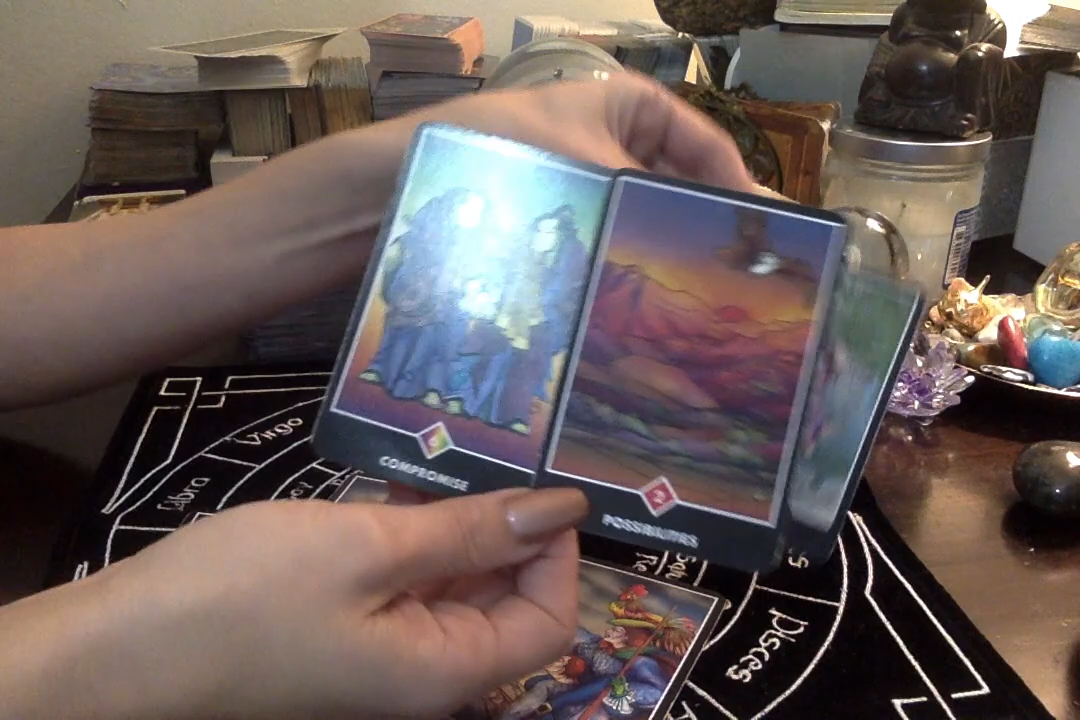 Virgo
Libra
COMPROMISE
POSSIBILITIES
Pisces